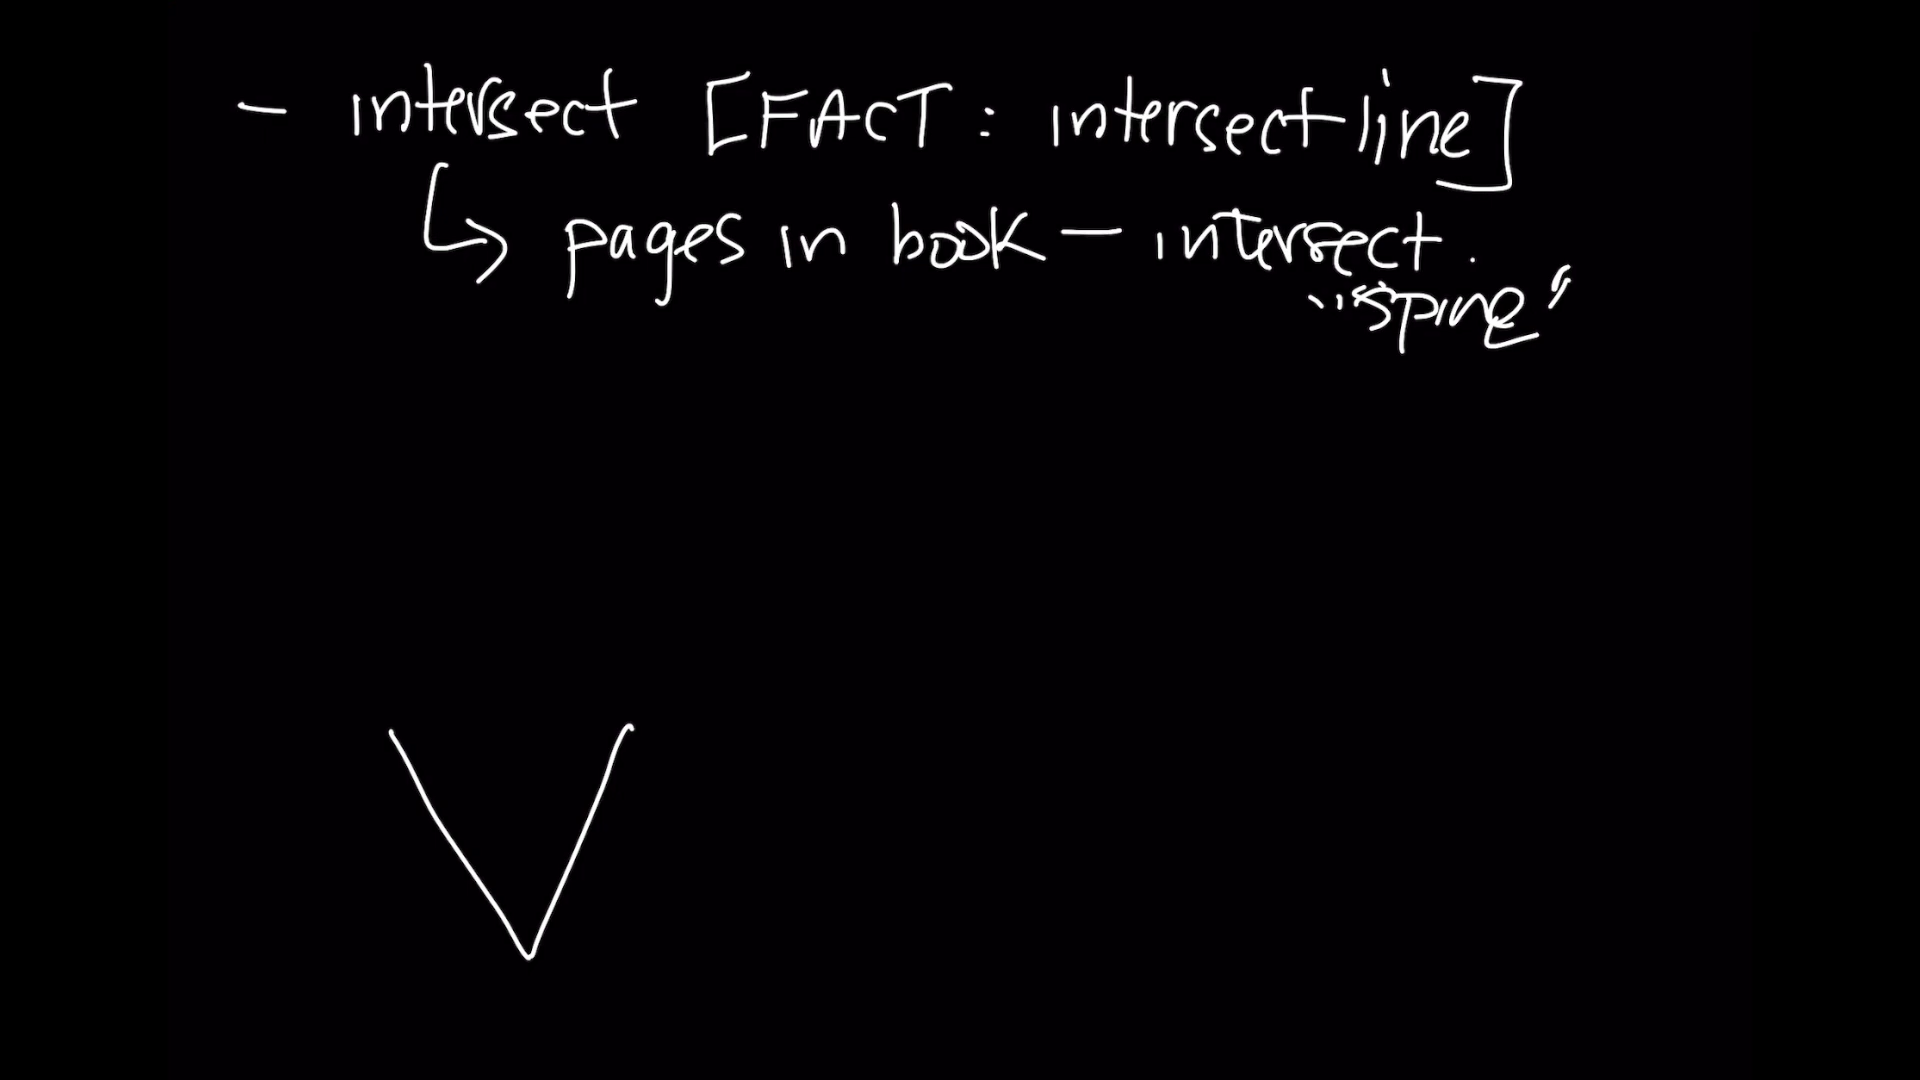 - intersect [FACT: intersect line]
↳ pages in book - intersect.
"spine"